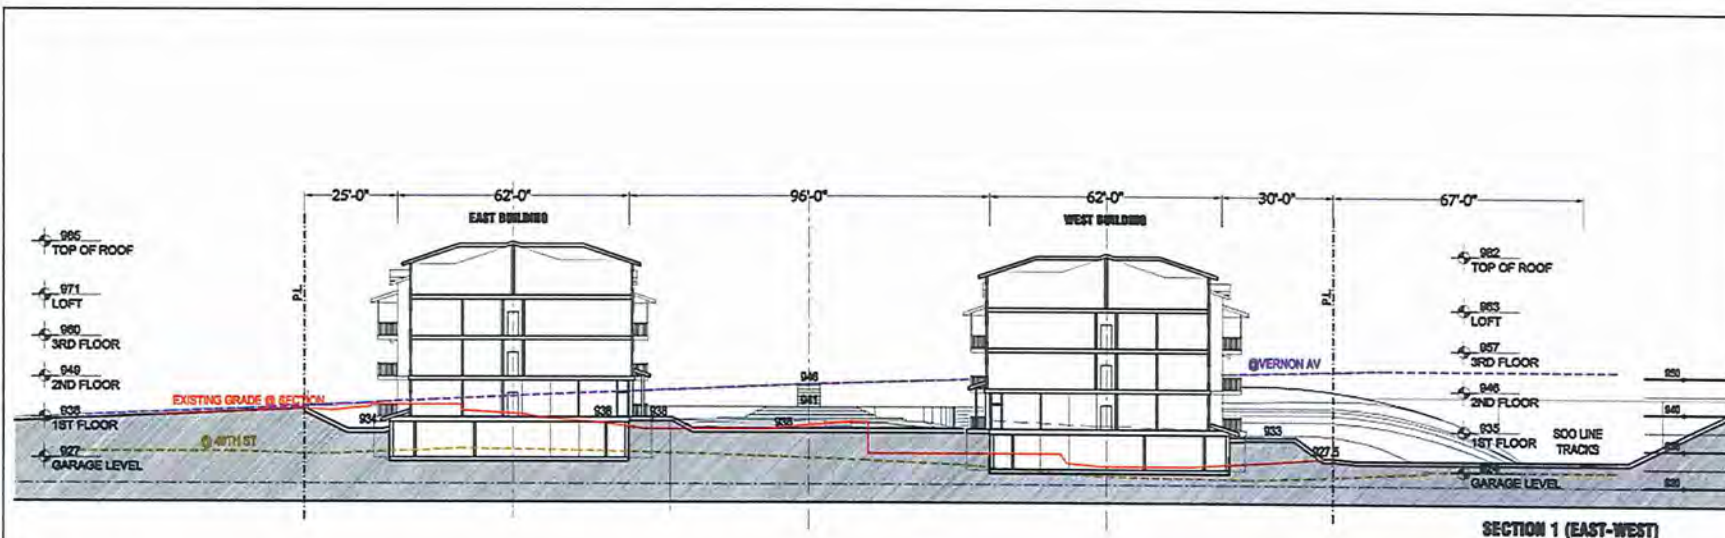 25'-0" 62'-0" 96'-0" 62'-0" 30'-0" 67'-0"
EAST BUILDING
WEST BUILDING
985
TOP OF ROOF
971
LOFT
960
3RD FLOOR
949
2ND FLOOR
938
1ST FLOOR
927
GARAGE LEVEL
P.L.
EXISTING GRADE @ SECTION
@ 49TH ST
934
938
938
946
941
938
@VERNON AV
933
927.5
P.L.
982
TOP OF ROOF
963
LOFT
957
3RD FLOOR
946
2ND FLOOR
935
1ST FLOOR
GARAGE LEVEL
SOO LINE
TRACKS
950
940
920
SECTION 1 (EAST-WEST)